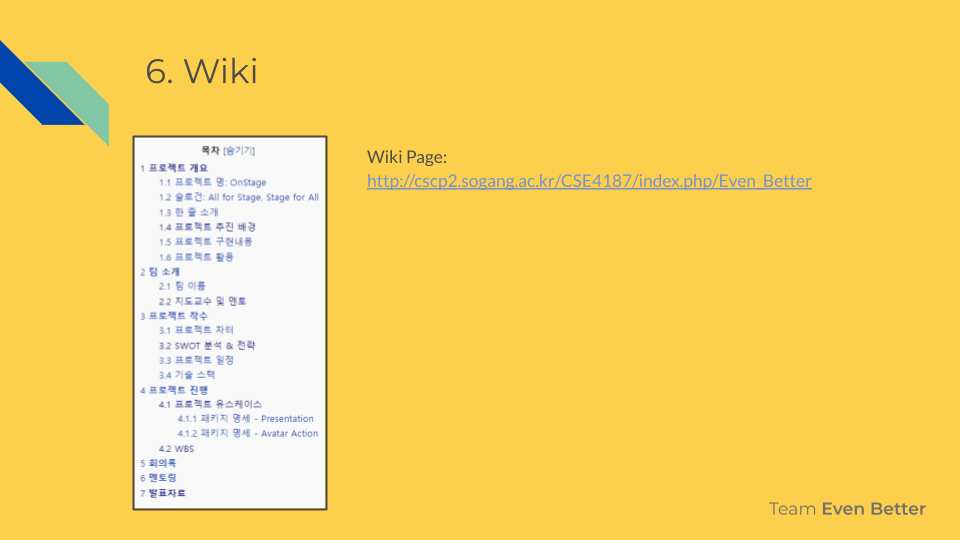 6. Wiki
목차 [숨기기]
1 프로젝트 개요
1.1 프로젝트 명: OnStage
1.2 슬로건: All for Stage, Stage for All
1.3 한 줄 소개
1.4 프로젝트 추진 배경
1.5 프로젝트 구현내용
1.6 프로젝트 활용
2 팀 소개
2.1 팀 이름
2.2 지도교수 및 멘토
3 프로젝트 착수
3.1 프로젝트 차터
3.2 SWOT 분석 & 전략
3.3 프로젝트 일정
3.4 기술 스택
4 프로젝트 진행
4.1 프로젝트 유스케이스
4.1.1 패키지 명세 - Presentation
4.1.2 패키지 명세 - Avatar Action
4.2 WBS
5 회의록
6 멘토링
7 발표자료
Wiki Page:
http://cscp2.sogang.ac.kr/CSE4187/index.php/Even_Better
Team Even Better